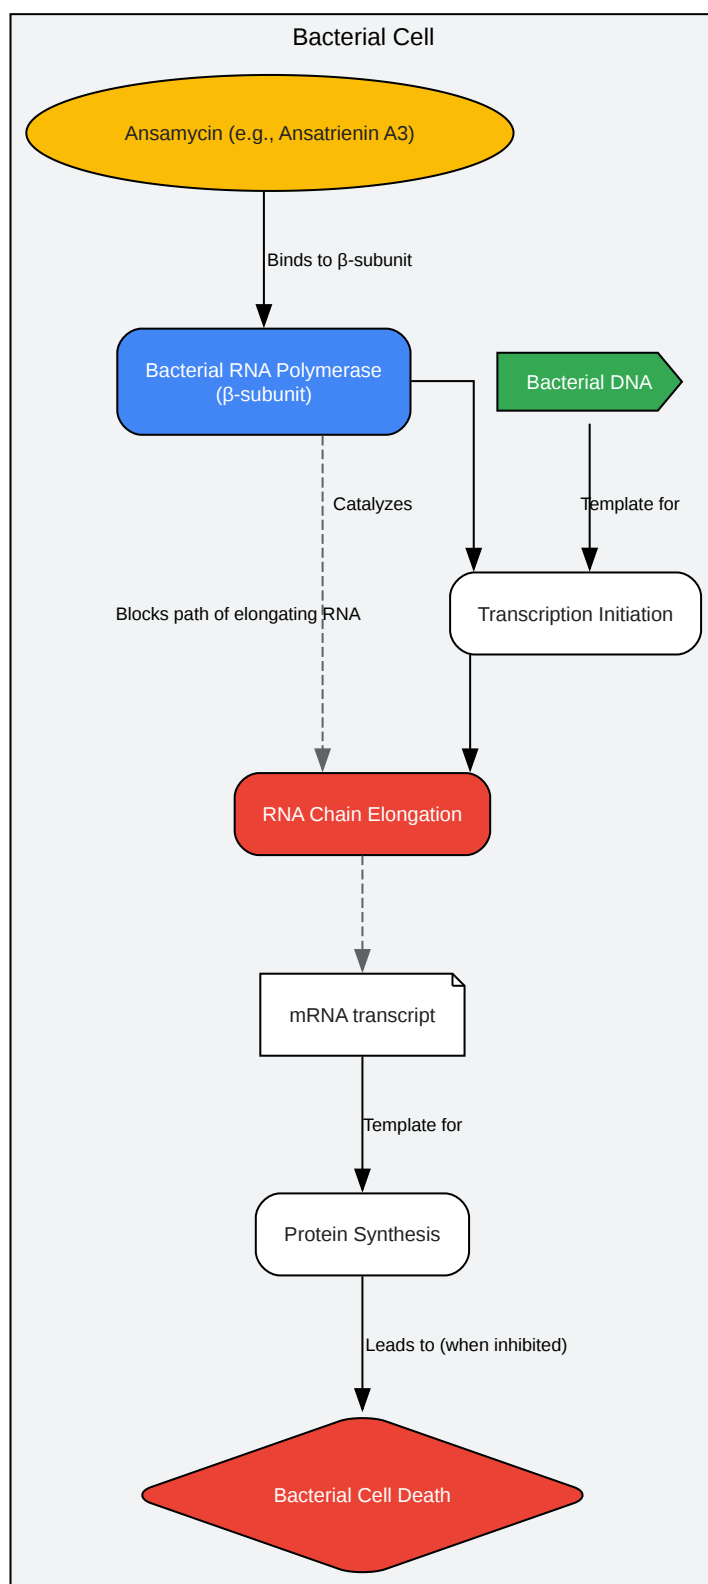 Bacterial Cell
Ansamycin (e.g., Ansatrienin A3)
Binds to β-subunit
Bacterial RNA Polymerase
(β-subunit)
Bacterial DNA
Catalyzes
Template for
Blocks path of elongating RNA
Transcription Initiation
RNA Chain Elongation
mRNA transcript
Template for
Protein Synthesis
Leads to (when inhibited)
Bacterial Cell Death